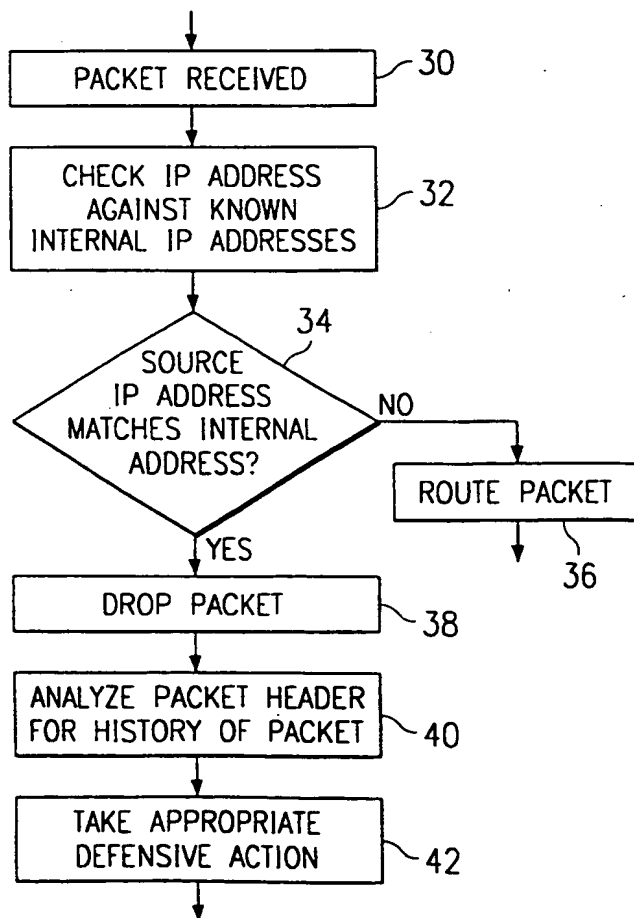 PACKET RECEIVED
30
CHECK IP ADDRESS
AGAINST KNOWN
INTERNAL IP ADDRESSES
32
34
SOURCE
IP ADDRESS
MATCHES INTERNAL
ADDRESS?
NO
ROUTE PACKET
36
YES
DROP PACKET
38
ANALYZE PACKET HEADER
FOR HISTORY OF PACKET
40
TAKE APPROPRIATE
DEFENSIVE ACTION
42